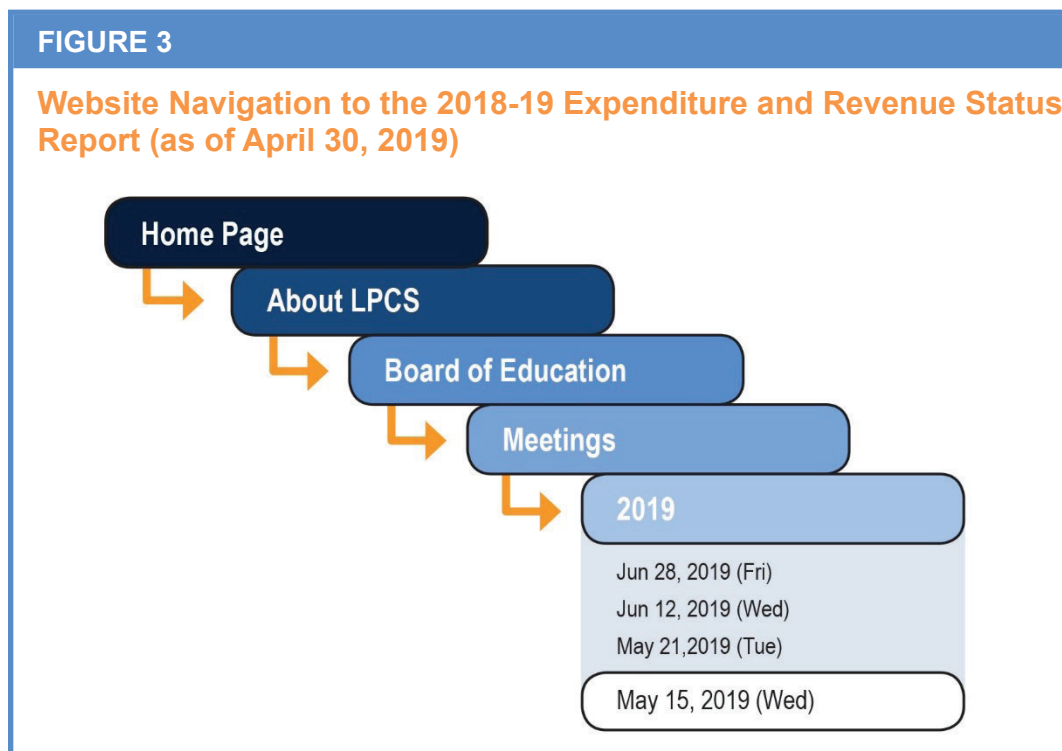 FIGURE 3
Website Navigation to the 2018-19 Expenditure and Revenue Status
Report (as of April 30, 2019)
Home Page
About LPCS
Board of Education
Meetings
2019
Jun 28, 2019 (Fri)
Jun 12, 2019 (Wed)
May 21,2019 (Tue)
May 15, 2019 (Wed)